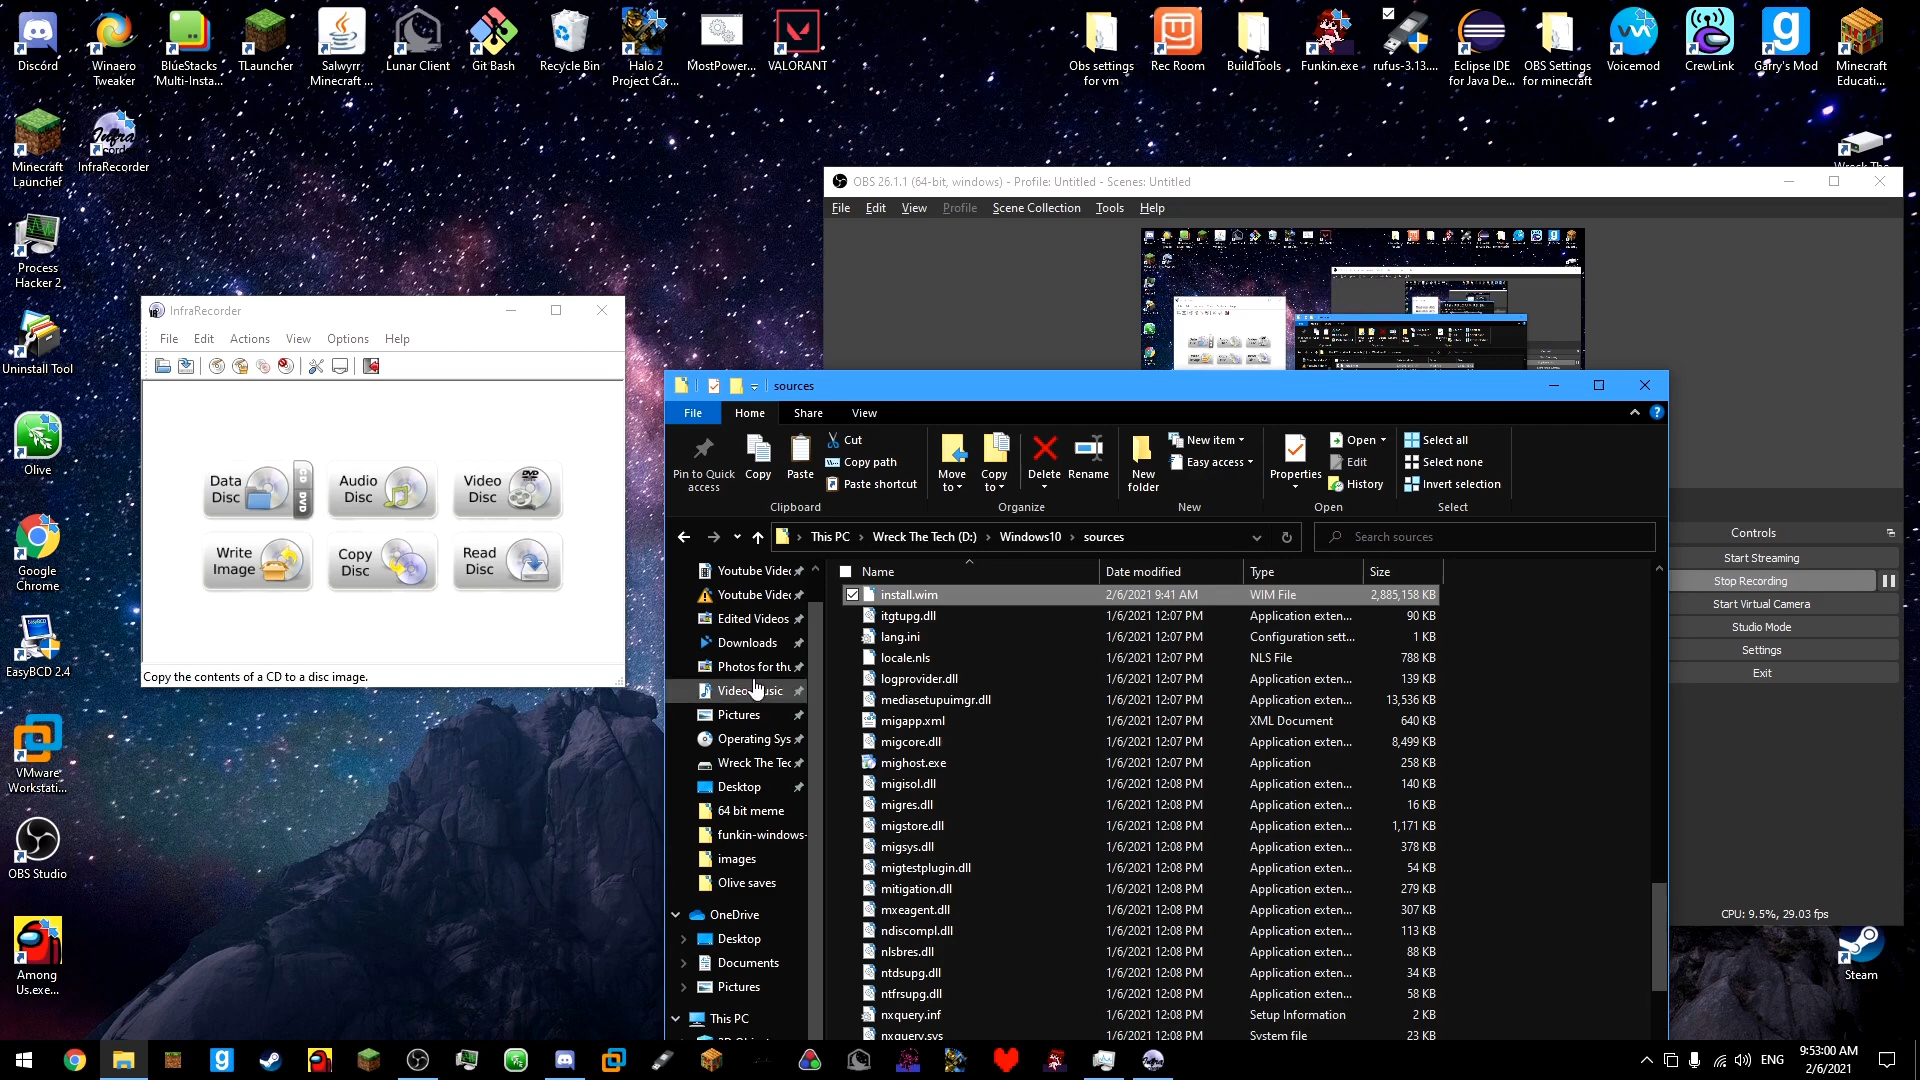 Discord
Winaero
Tweaker
BlueStacks
Multi-Insta...
TLauncher
Salwyrr
Minecraft ...
Lunar Client
Git Bash
Recycle Bin
Halo 2
Project Car...
MostPower...
VALORANT
Obs settings
for vm
Rec Room
BuildTools
Funkin.exe
rufus-3.13....
Eclipse IDE
for Java De...
OBS Settings
for minecraft
Voicemod
CrewLink
Garry's Mod
Minecraft
Educati...
Minecraft
Launcher
InfraRecorder
Process
Hacker 2
Uninstall Tool
Olive
Google
Chrome
EasyBCD 2.4
VMware
Workstati...
OBS Studio
Among
Us.exe...
Steam
OBS 26.1.1 (64-bit, windows) - Profile: Untitled - Scenes: Untitled
File Edit View Profile Scene Collection Tools Help
InfraRecorder
File Edit Actions View Options Help
Data
Disc
CD
DVD
Audio
Disc
Video
Disc
DVD
Write
Image
Copy
Disc
Read
Disc
Copy the contents of a CD to a disc image.
sources
File Home Share View
Pin to Quick
access
Copy
Paste
Cut
Copy path
Paste shortcut
Clipboard
Move
to
Copy
to
Delete
Rename
Organize
New
folder
New item
Easy access
New
Properties
Open
Edit
History
Open
Select all
Select none
Invert selection
Select
This PC > Wreck The Tech (D:) > Windows10 > sources
Search sources
Downloads
Edited Videos
Pictures
Operating Sys
Wreck The Tec
Desktop
64 bit meme
funkin-windows-
images
Olive saves
OneDrive
Desktop
Documents
Pictures
This PC
Name Date modified Type Size
install.wim 2/6/2021 9:41 AM WIM File 2,885,158 KB
itgtupg.dll 1/6/2021 12:07 PM Application exten... 90 KB
lang.ini 1/6/2021 12:07 PM Configuration sett... 1 KB
locale.nls 1/6/2021 12:07 PM NLS File 788 KB
logprovider.dll 1/6/2021 12:07 PM Application exten... 139 KB
mediasetupuimgr.dll 1/6/2021 12:07 PM Application exten... 13,536 KB
migapp.xml 1/6/2021 12:07 PM XML Document 640 KB
migcore.dll 1/6/2021 12:07 PM Application exten... 8,499 KB
mighost.exe 1/6/2021 12:07 PM Application 258 KB
migisol.dll 1/6/2021 12:08 PM Application exten... 140 KB
migres.dll 1/6/2021 12:08 PM Application exten... 16 KB
migstore.dll 1/6/2021 12:08 PM Application exten... 1,171 KB
migsys.dll 1/6/2021 12:08 PM Application exten... 378 KB
migtestplugin.dll 1/6/2021 12:08 PM Application exten... 54 KB
mitigation.dll 1/6/2021 12:08 PM Application exten... 279 KB
mxeagent.dll 1/6/2021 12:08 PM Application exten... 307 KB
ndiscompl.dll 1/6/2021 12:08 PM Application exten... 113 KB
nlsbres.dll 1/6/2021 12:08 PM Application exten... 88 KB
ntdsupg.dll 1/6/2021 12:08 PM Application exten... 34 KB
ntfrsupg.dll 1/6/2021 12:08 PM Application exten... 58 KB
nxquery.inf 1/6/2021 12:08 PM Setup Information 2 KB
nxquery.sys 1/6/2021 12:08 PM System file 23 KB
Controls
Start Streaming
Stop Recording
Start Virtual Camera
Studio Mode
Settings
Exit
CPU: 9.5%, 29.03 fps
ENG
9:53:00 AM
2/6/2021